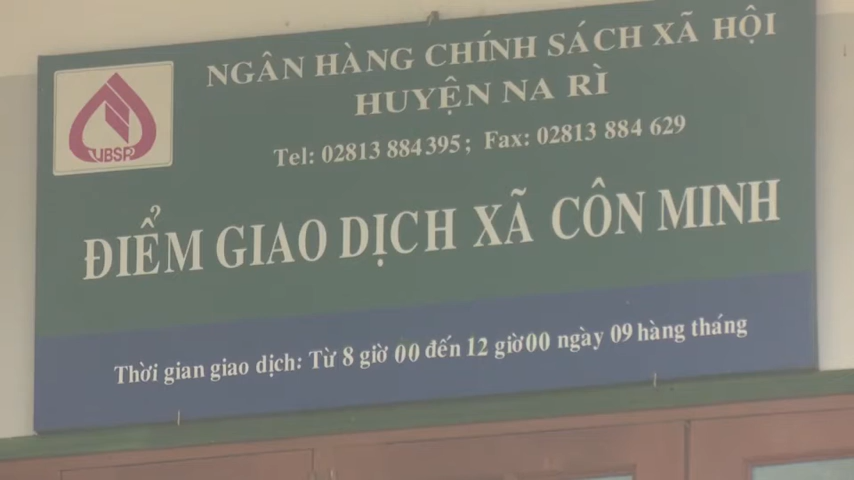 NGÂN HÀNG CHÍNH SÁCH XÃ HỘI
HUYỆN NA RÌ
Tel: 02813 884395; Fax: 02813 884 629
VBSP
ĐIỂM GIAO DỊCH XÃ CÔN MINH
Thời gian giao dịch: Từ 8 giờ 00 đến 12 giờ00 ngày 09 hàng tháng